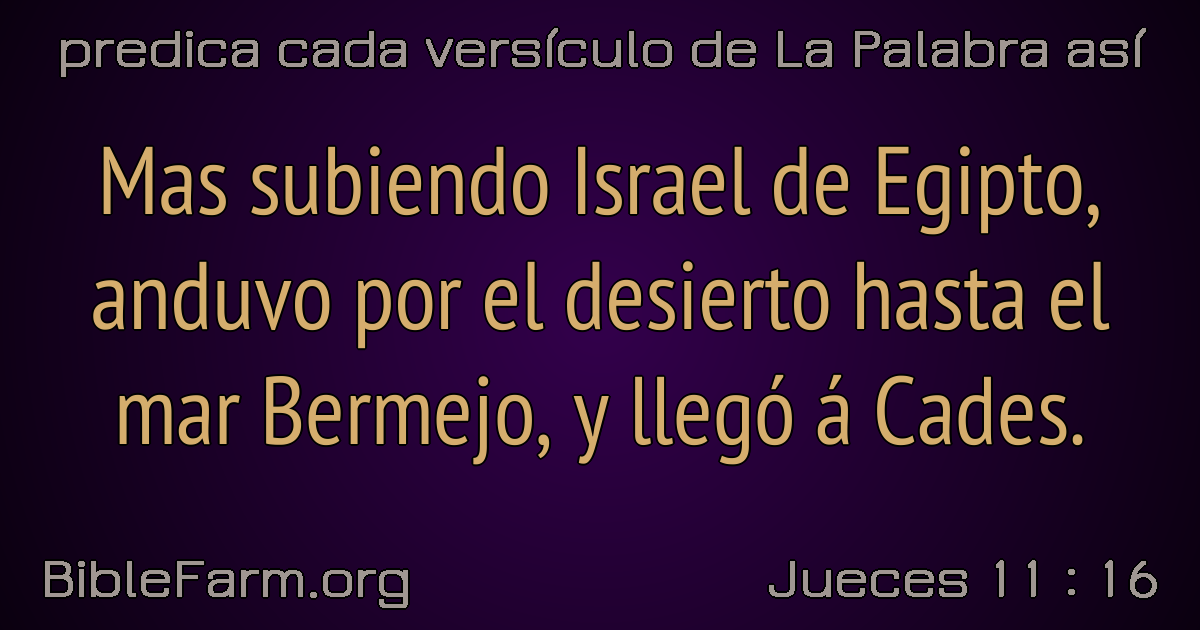 predica cada versículo de La Palabra así
Mas subiendo Israel de Egipto,
anduvo por el desierto hasta el
mar Bermejo, y llegó á Cades.
BibleFarm.org
Jueces 11 : 16